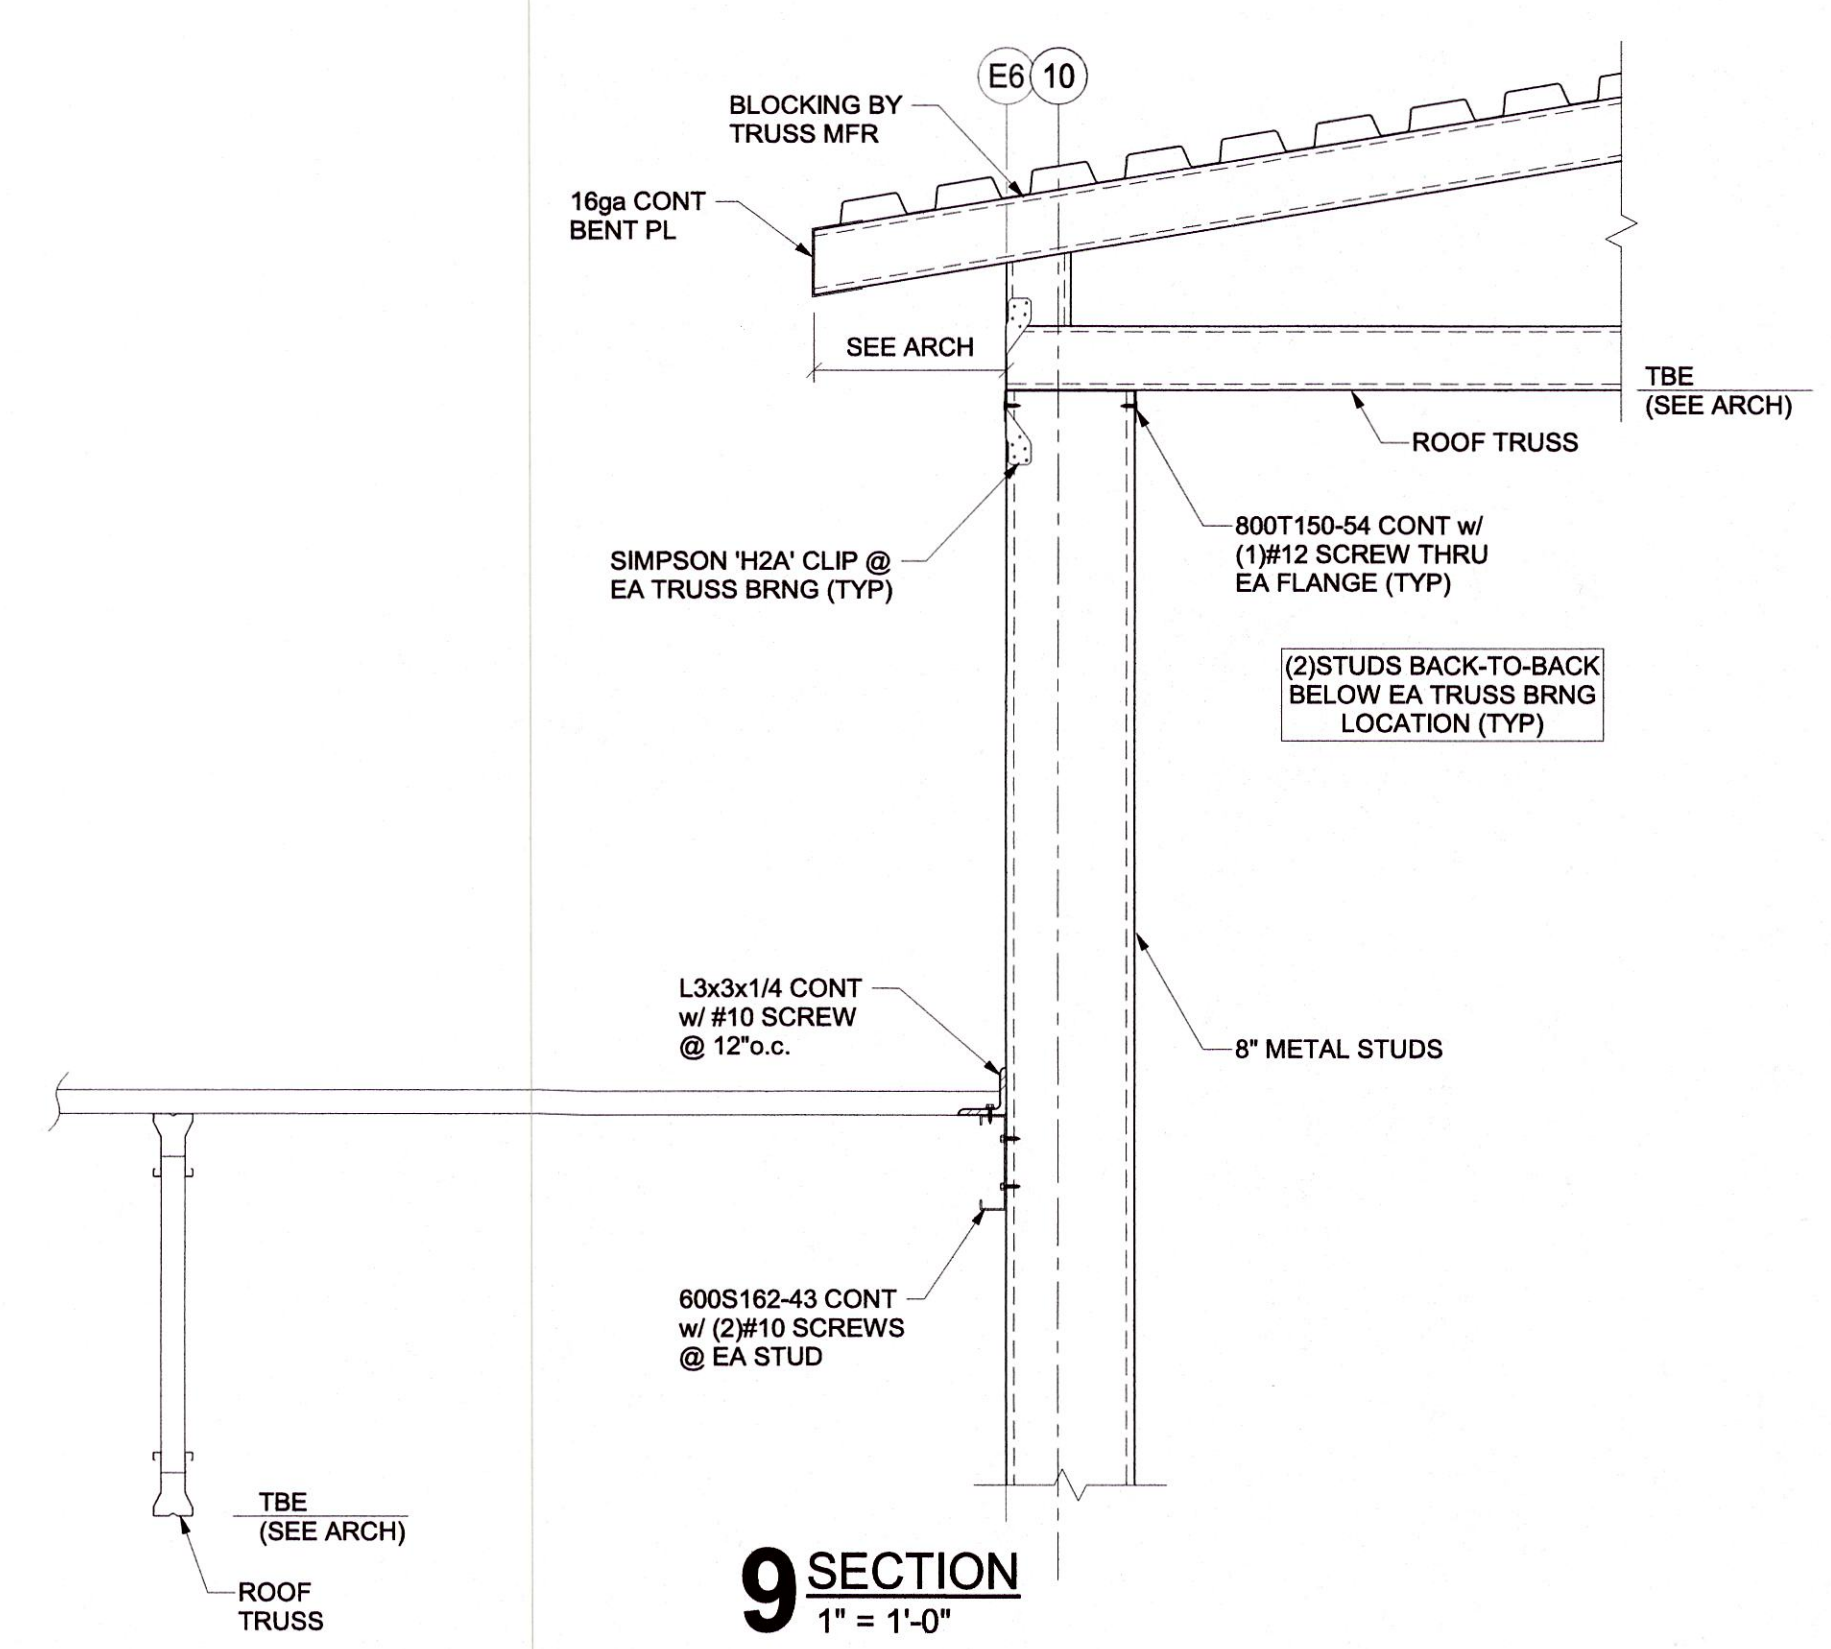 E6 10
BLOCKING BY
TRUSS MFR
16ga CONT
BENT PL
SEE ARCH
TBE
(SEE ARCH)
ROOF TRUSS
SIMPSON 'H2A' CLIP @
EA TRUSS BRNG (TYP)
800T150-54 CONT w/
(1)#12 SCREW THRU
EA FLANGE (TYP)
(2)STUDS BACK-TO-BACK
BELOW EA TRUSS BRNG
LOCATION (TYP)
L3x3x1/4 CONT
w/ #10 SCREW
@ 12"o.c.
8" METAL STUDS
600S162-43 CONT
w/ (2)#10 SCREWS
@ EA STUD
TBE
(SEE ARCH)
ROOF
TRUSS
9 SECTION
1" = 1'-0"